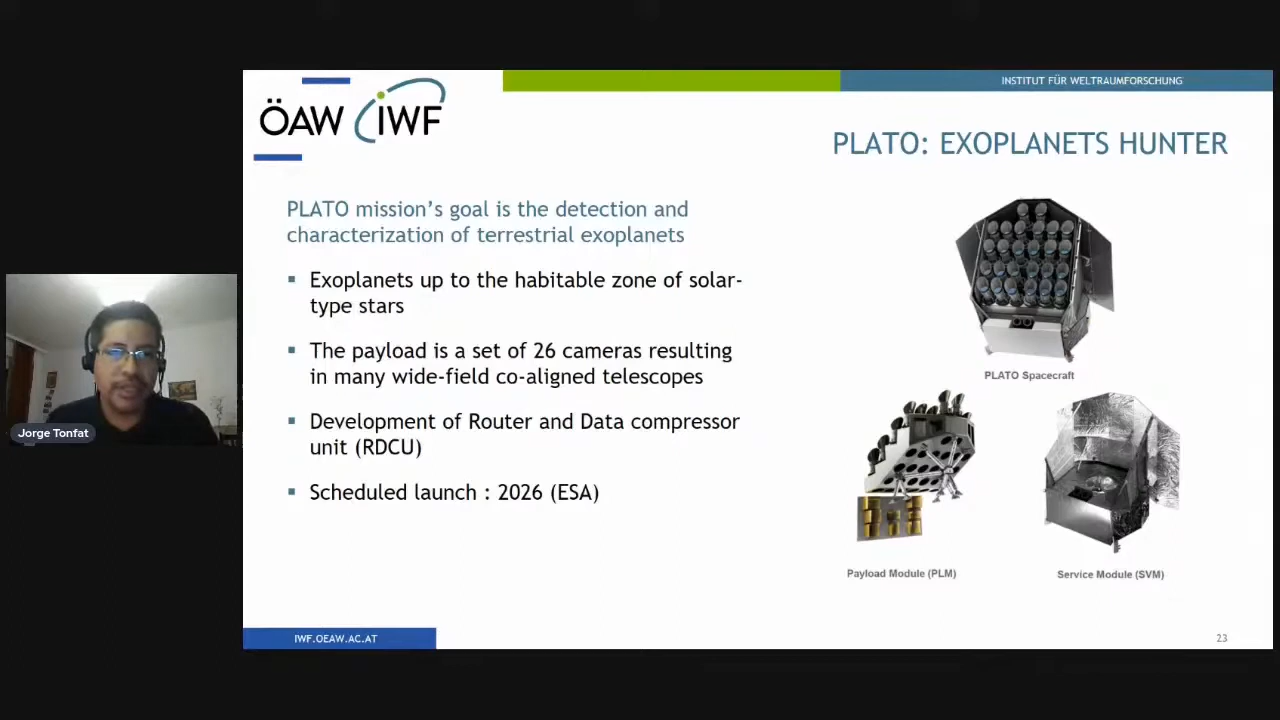 ÖAW IWF
INSTITUT FÜR WELTRAUMFORSCHUNG
PLATO: EXOPLANETS HUNTER
PLATO mission's goal is the detection and
characterization of terrestrial exoplanets
▪ Exoplanets up to the habitable zone of solar-
type stars
▪ The payload is a set of 26 cameras resulting
in many wide-field co-aligned telescopes
▪ Development of Router and Data compressor
unit (RDCU)
▪ Scheduled launch : 2026 (ESA)
PLATO Spacecraft
Payload Module (PLM)
Service Module (SVM)
Jorge Tonfat
IWF.OEAW.AC.AT
23